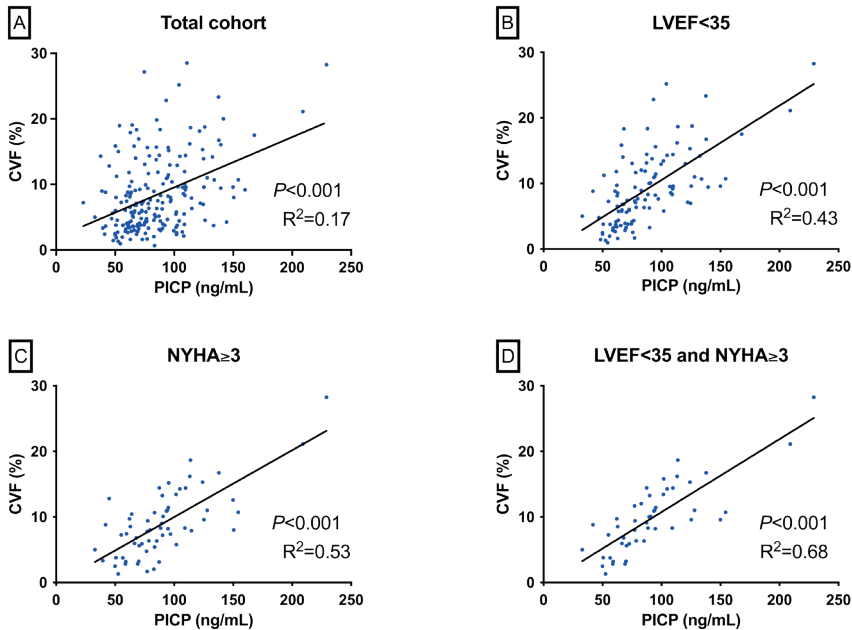 A
Total cohort
30
20
10
0
CVF (%)
P<0.001
R²=0.17
0 50 100 150 200 250
PICP (ng/mL)
B
LVEF<35
30
20
10
0
CVF (%)
P<0.001
R²=0.43
0 50 100 150 200 250
PICP (ng/mL)
C
NYHA≥3
30
20
10
0
CVF (%)
P<0.001
R²=0.53
0 50 100 150 200 250
PICP (ng/mL)
D
LVEF<35 and NYHA≥3
30
20
10
0
CVF (%)
P<0.001
R²=0.68
0 50 100 150 200 250
PICP (ng/mL)